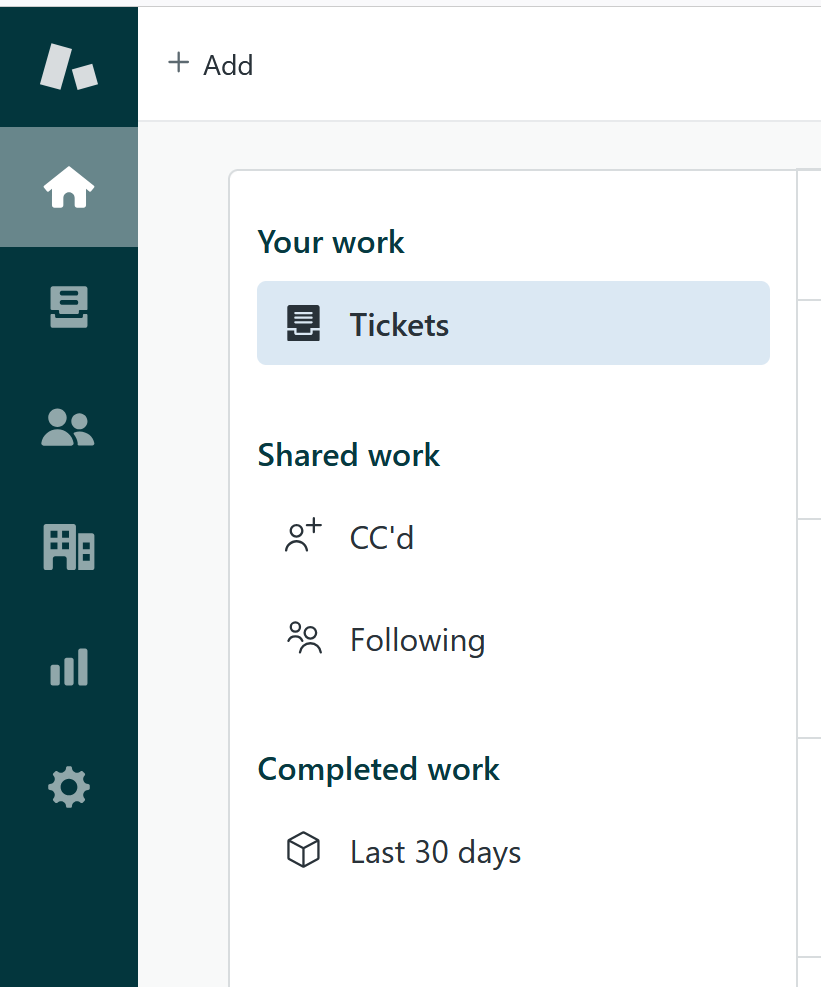 Add
Your work
Tickets
Shared work
CC'd
Following
Completed work
Last 30 days